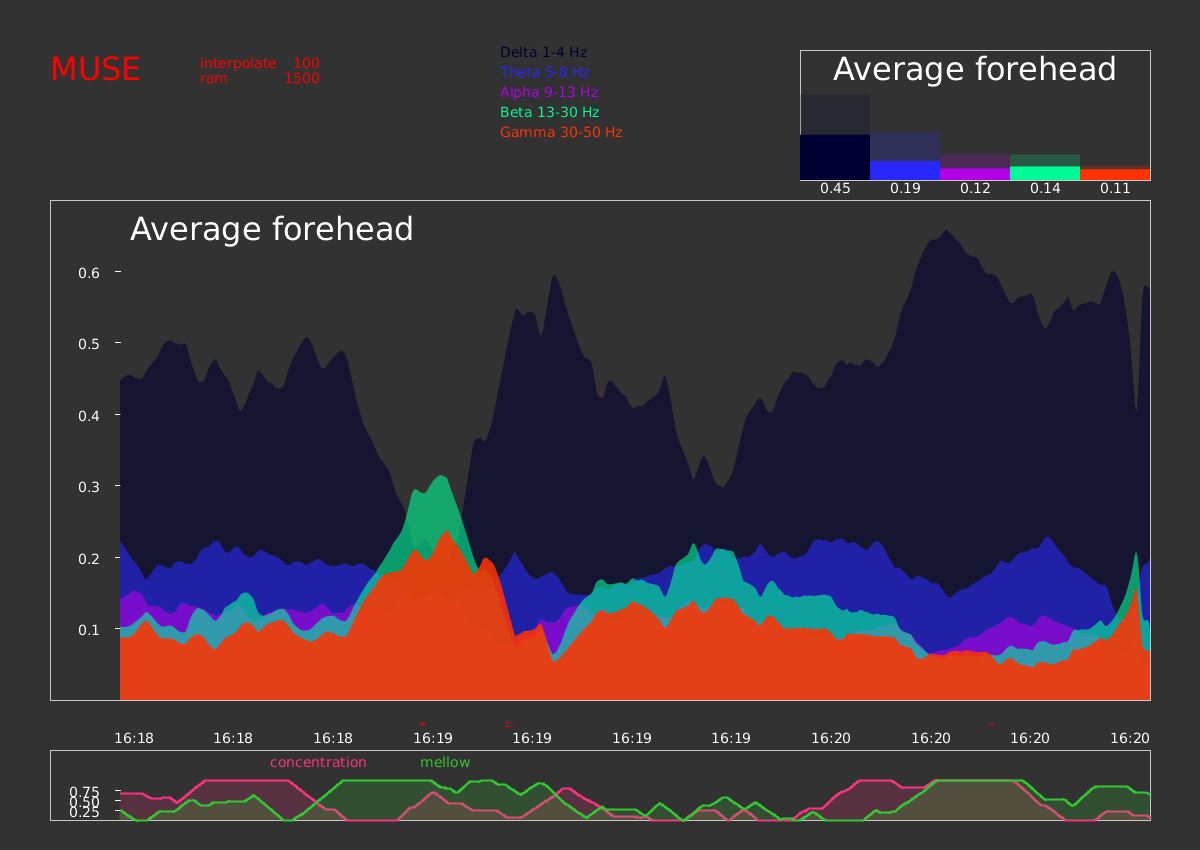 MUSE
interpolate 100
ram 1500
Delta 1-4 Hz
Theta 5-8 Hz
Alpha 9-13 Hz
Beta 13-30 Hz
Gamma 30-50 Hz
Average forehead
0.45 0.19 0.12 0.14 0.11
Average forehead
0.6
0.5
0.4
0.3
0.2
0.1
16:18 16:18 16:18 16:19 16:19 16:19 16:19 16:20 16:20 16:20 16:20
concentration mellow
0.75
0.50
0.25